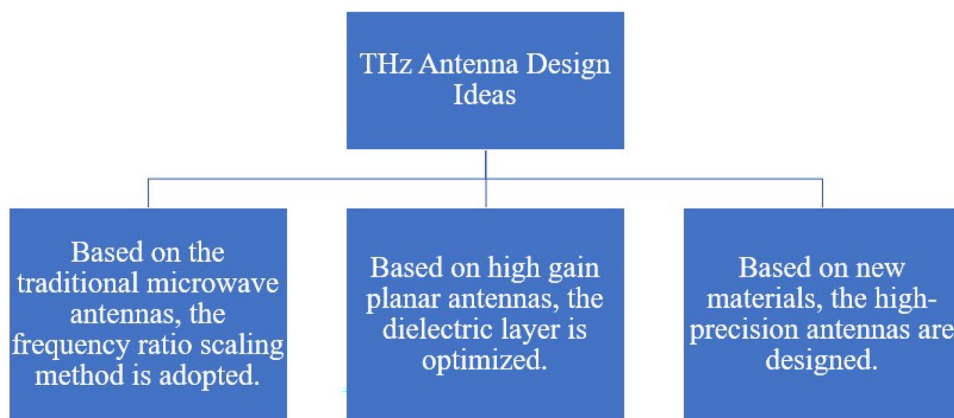 THz Antenna Design
Ideas
Based on the
traditional microwave
antennas, the
frequency ratio scaling
method is adopted.
Based on high gain
planar antennas, the
dielectric layer is
optimized.
Based on new
materials, the high-
precision antennas are
designed.